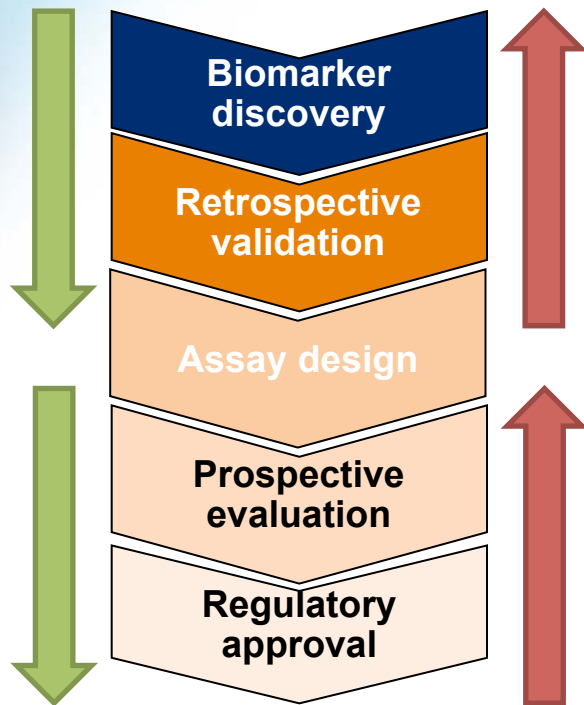 Biomarker
discovery
Retrospective
validation
Assay design
Prospective
evaluation
Regulatory
approval